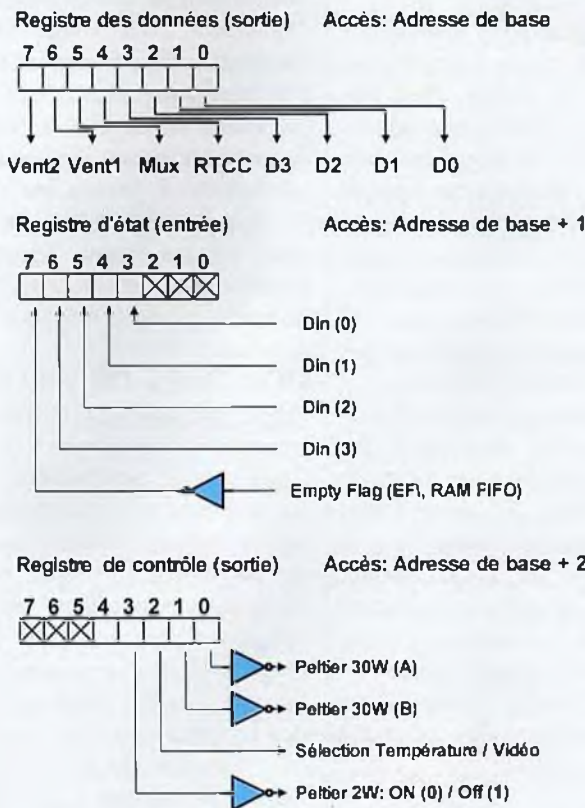 Registre des données (sortie) Accès: Adresse de base
7 6 5 4 3 2 1 0
Vent2 Vent1 Mux RTCC D3 D2 D1 D0
Registre d'état (entrée) Accès: Adresse de base + 1
7 6 5 4 3 2 1 0
Din (0)
Din (1)
Din (2)
Din (3)
Empty Flag (EF\, RAM FIFO)
Registre de contrôle (sortie) Accès: Adresse de base + 2
7 6 5 4 3 2 1 0
Peltier 30W (A)
Peltier 30W (B)
Sélection Température / Vidéo
Peltier 2W: ON (0) / Off (1)